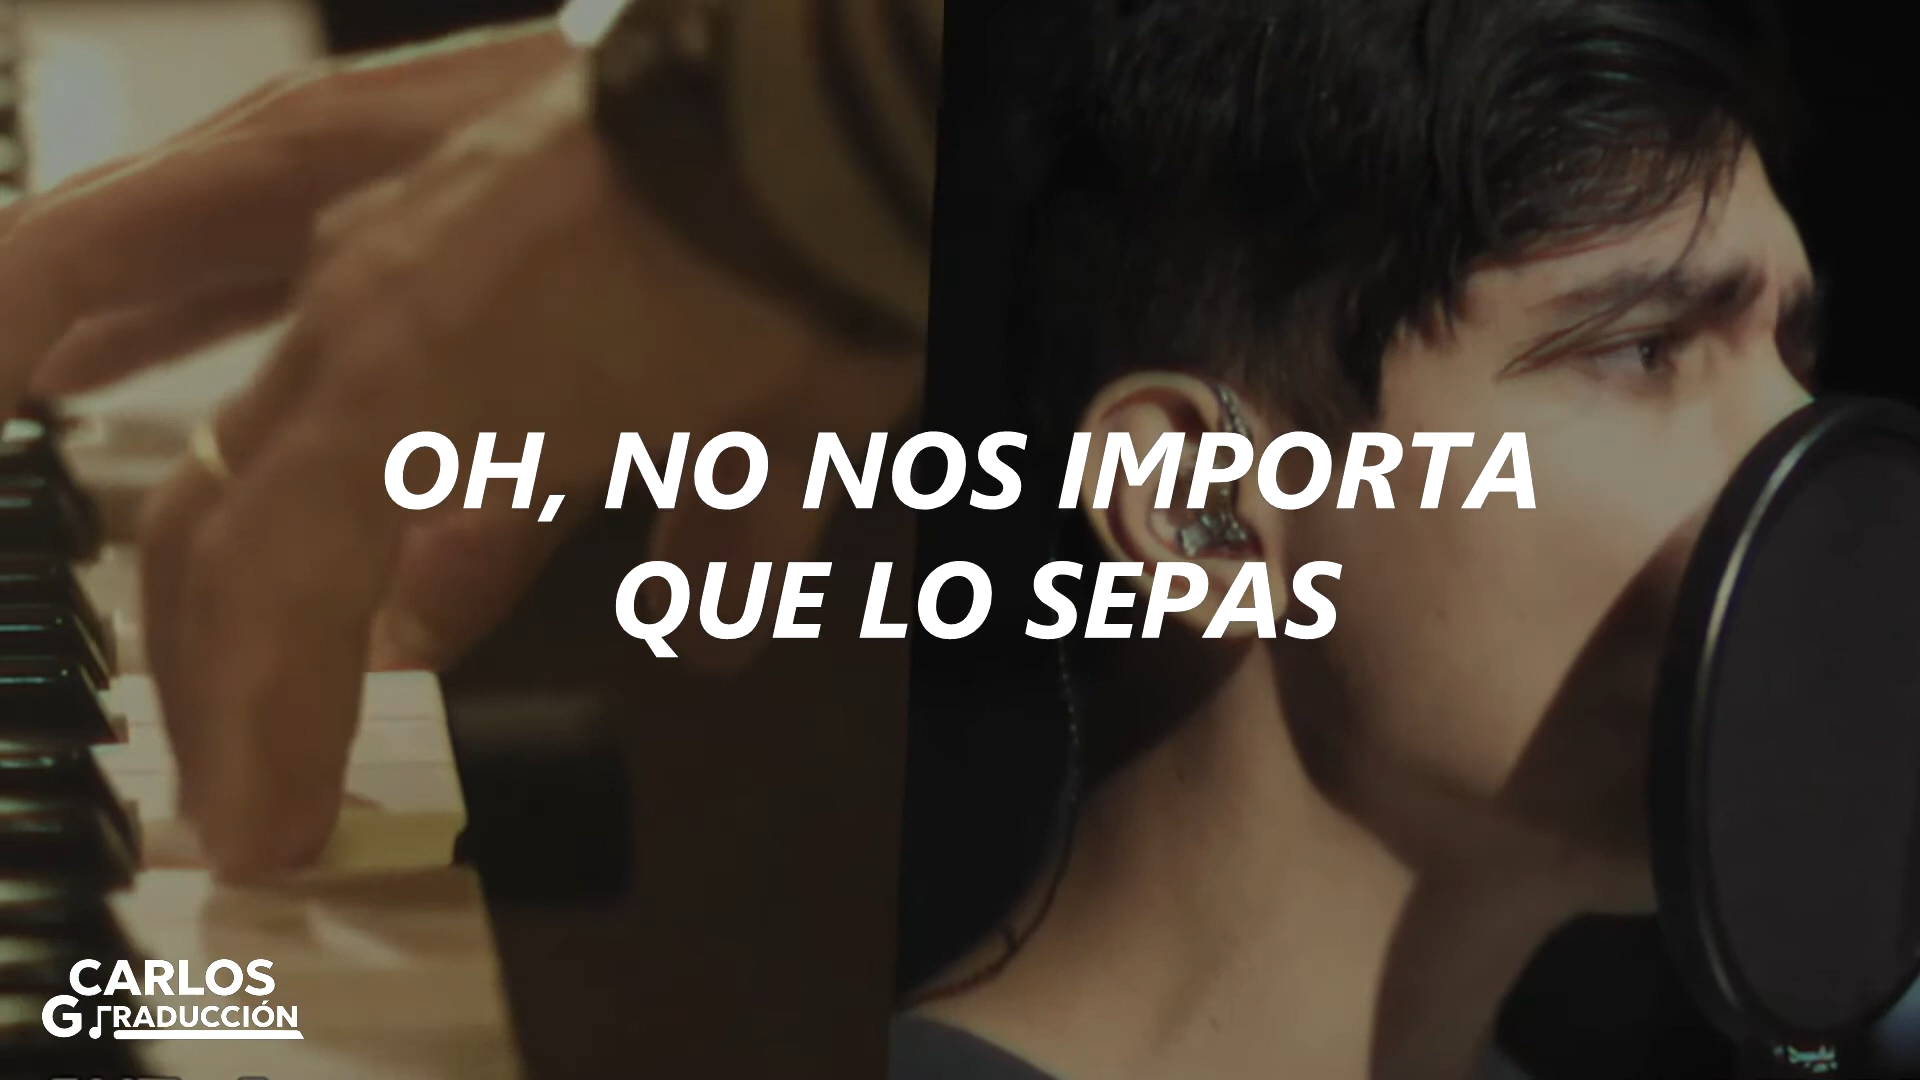 OH, NO NOS IMPORTA
QUE LO SEPAS
CARLOS
G TRADUCCIÓN